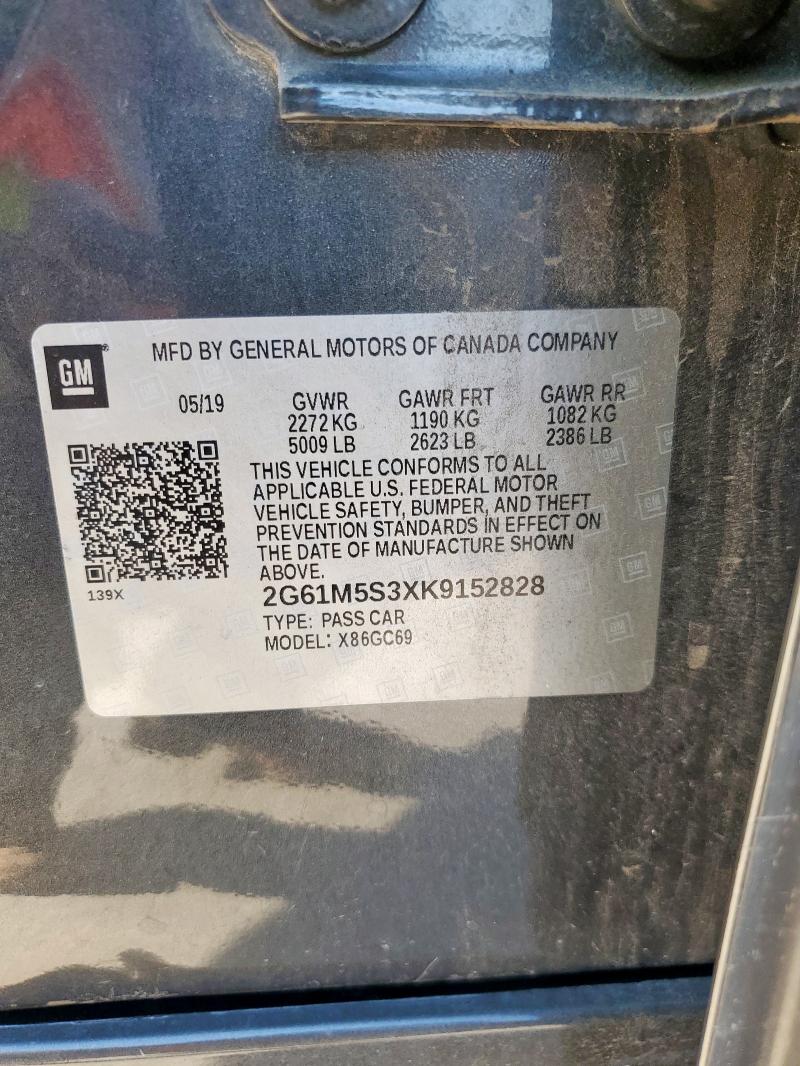 GM
MFD BY GENERAL MOTORS OF CANADA COMPANY
05/19 GVWR GAWR FRT GAWR RR
2272 KG 1190 KG 1082 KG
5009 LB 2623 LB 2386 LB
THIS VEHICLE CONFORMS TO ALL
APPLICABLE U.S. FEDERAL MOTOR
VEHICLE SAFETY, BUMPER, AND THEFT
PREVENTION STANDARDS IN EFFECT ON
THE DATE OF MANUFACTURE SHOWN
ABOVE.
139X
2G61M5S3XK9152828
TYPE: PASS CAR
MODEL: X86GC69